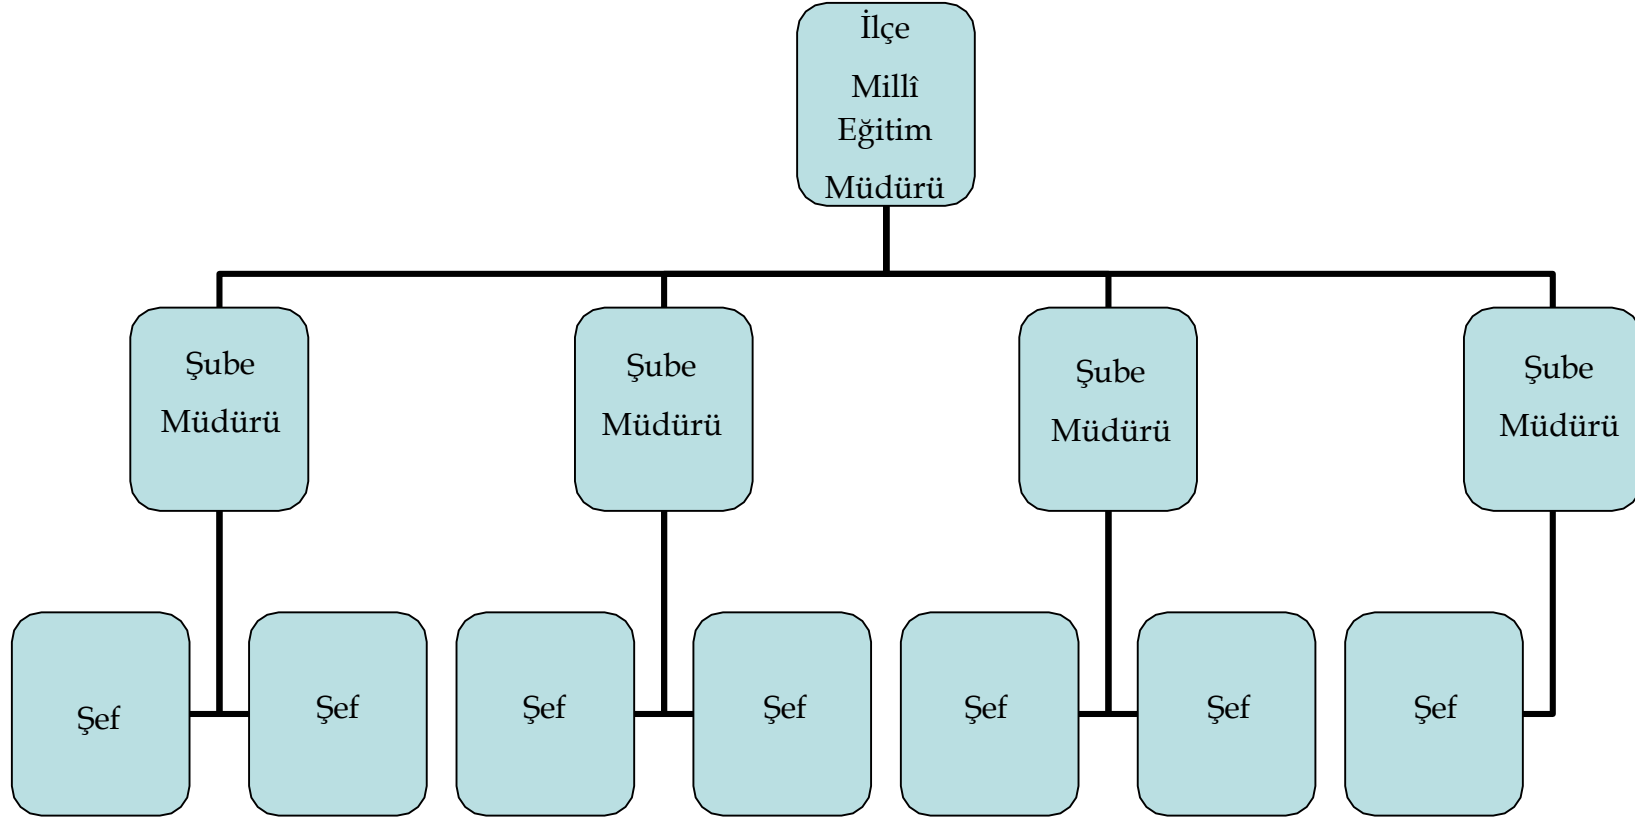 İlçe
Millî
Eğitim
Müdürü
Şube
Müdürü
Şube
Müdürü
Şube
Müdürü
Şube
Müdürü
Şef
Şef
Şef
Şef
Şef
Şef
Şef